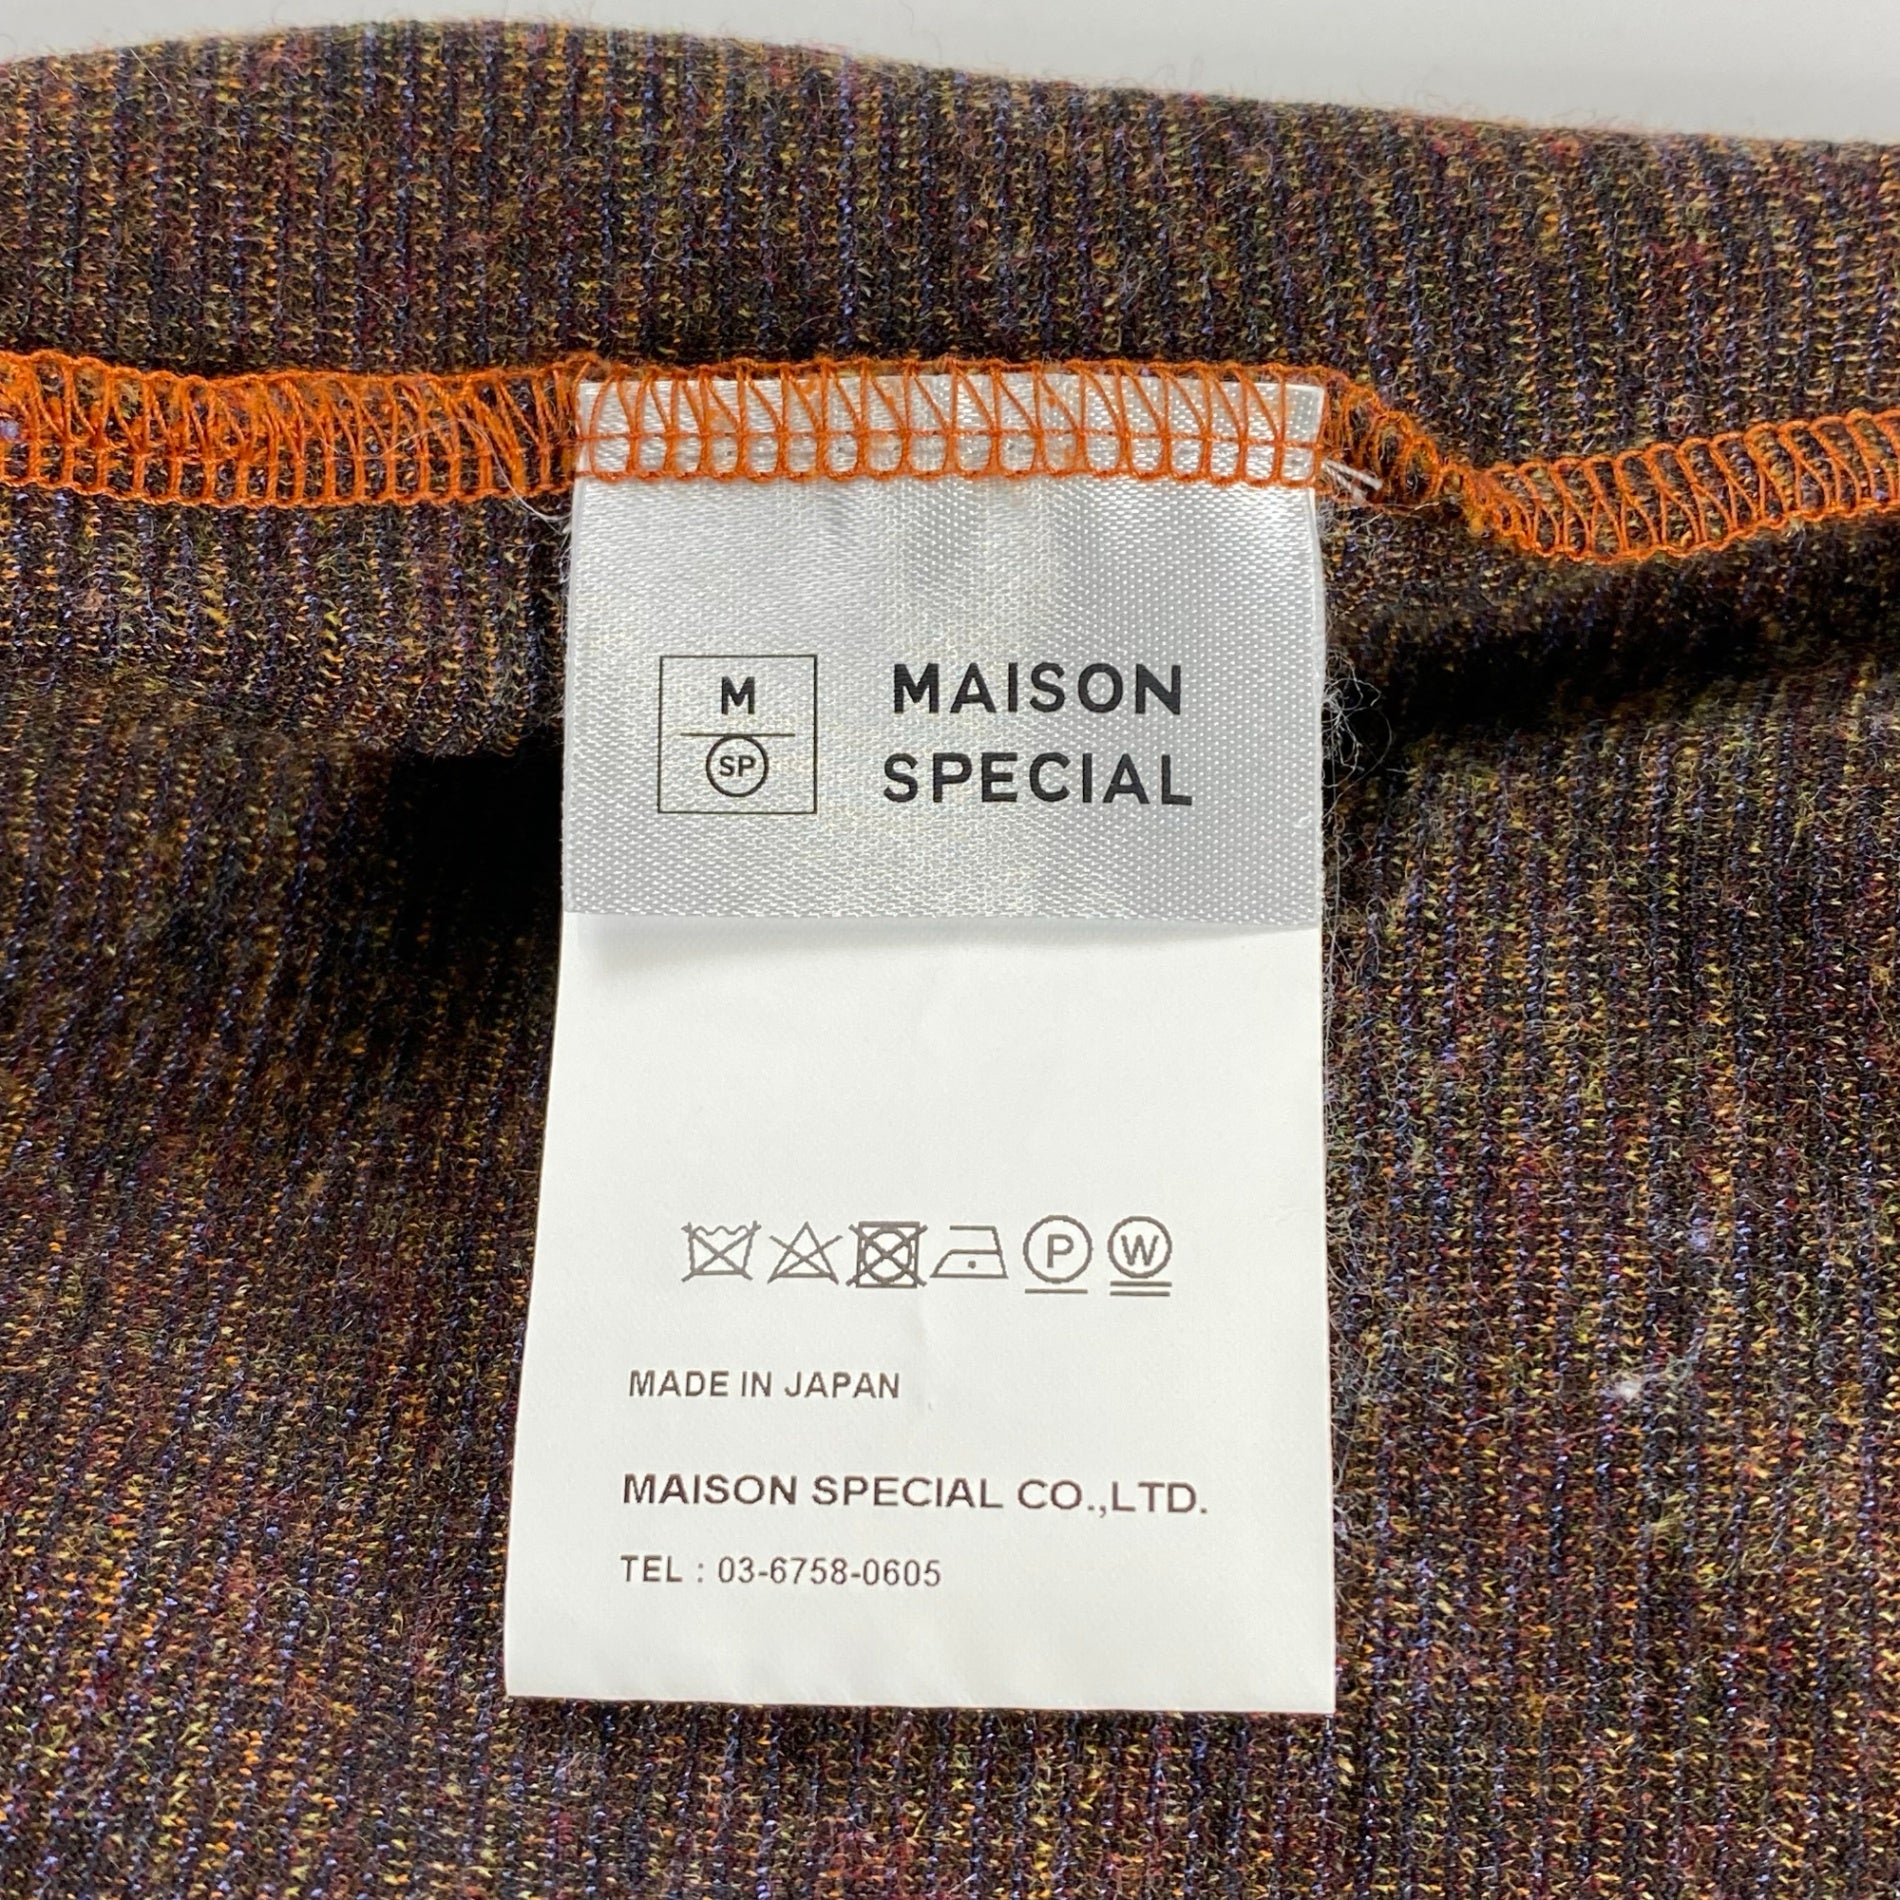 M
SP
MAISON
SPECIAL
P W
MADE IN JAPAN
MAISON SPECIAL CO.,LTD.
TEL : 03-6758-0605